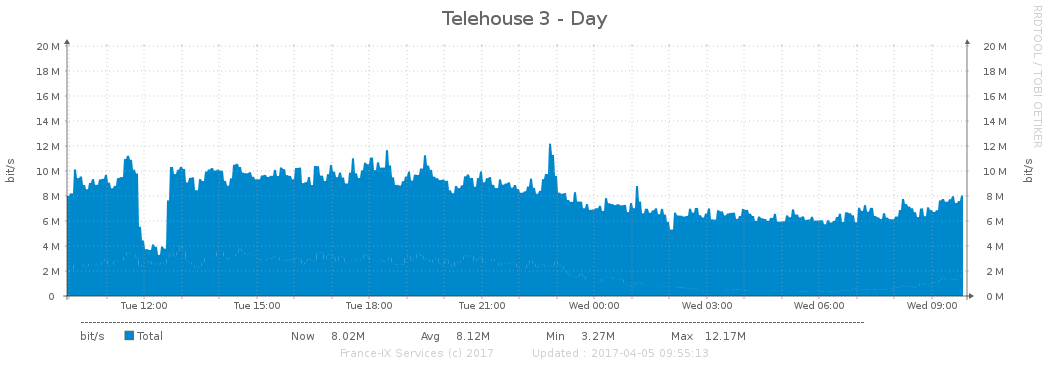 Telehouse 3 - Day
RRDTOOL / TOBI OETIKER
bit/s
20 M
18 M
16 M
14 M
12 M
10 M
8 M
6 M
4 M
2 M
0
20 M
18 M
16 M
14 M
12 M
10 M
8 M
6 M
4 M
2 M
0 M
bit/s
Tue 12:00 Tue 15:00 Tue 18:00 Tue 21:00 Wed 00:00 Wed 03:00 Wed 06:00 Wed 09:00
bit/s Total Now 8.02M Avg 8.12M Min 3.27M Max 12.17M
France-IX Services (c) 2017 Updated : 2017-04-05 09:55:13